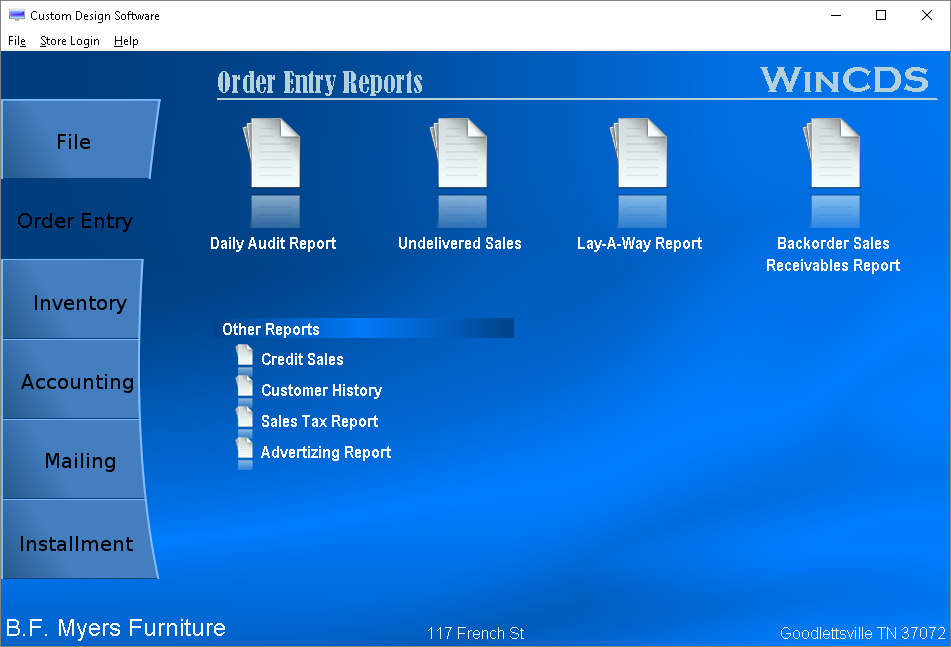 Custom Design Software
File Store Login Help
Order Entry Reports
WinCDS
File
Order Entry
Inventory
Accounting
Mailing
Installment
Daily Audit Report
Undelivered Sales
Lay-A-Way Report
Backorder Sales
Receivables Report
Other Reports
Credit Sales
Customer History
Sales Tax Report
Advertizing Report
B.F. Myers Furniture
117 French St
Goodlettsville TN 37072